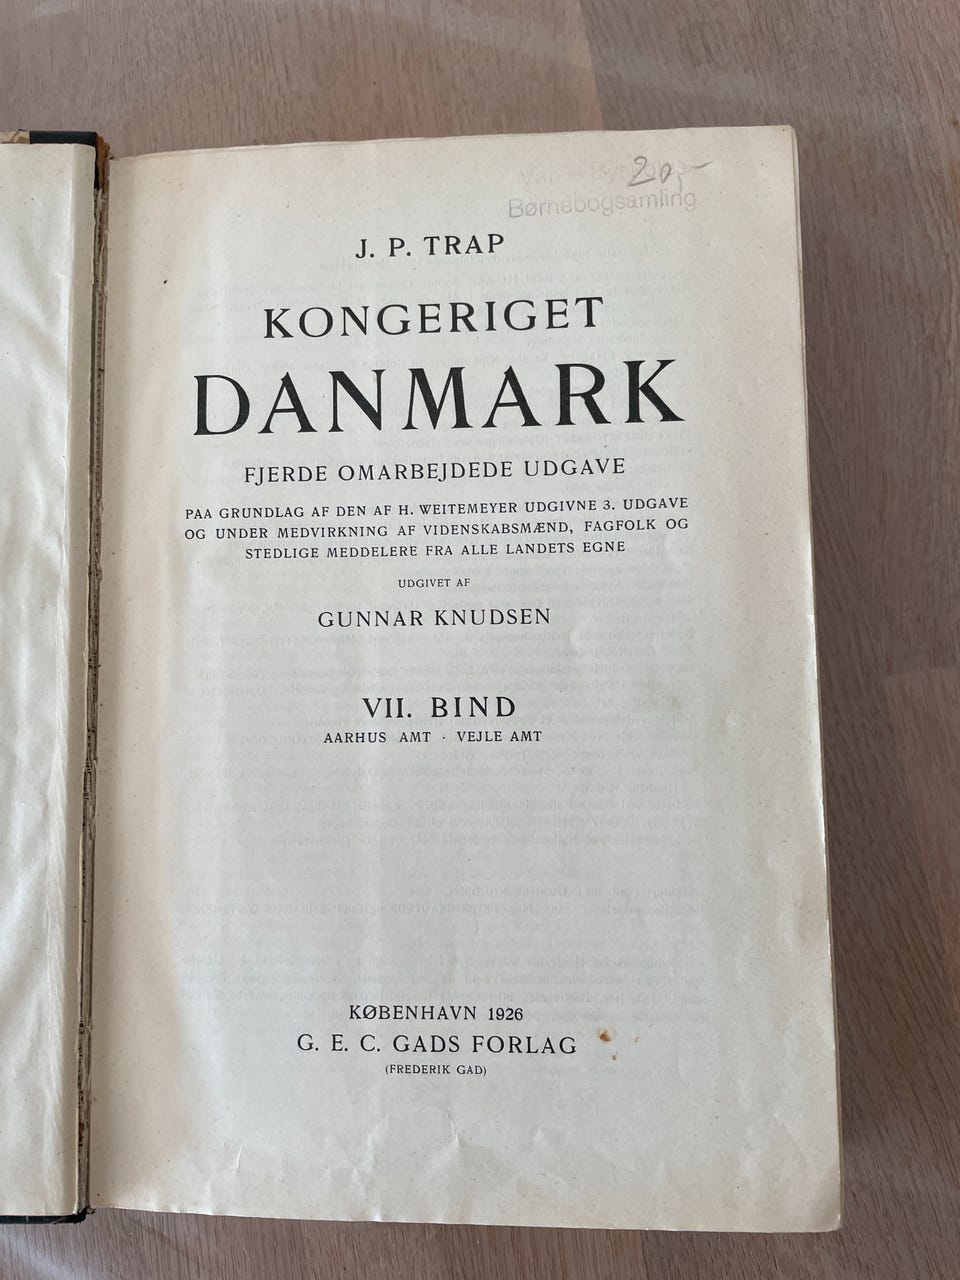 20,-
Børnebogsamling
J. P. TRAP
KONGERIGET
DANMARK
FJERDE OMARBEJDEDE UDGAVE
PAA GRUNDLAG AF DEN AF H. WEITEMEYER UDGIVNE 3. UDGAVE
OG UNDER MEDVIRKNING AF VIDENSKABSMÆND, FAGFOLK OG
STEDLIGE MEDDELERE FRA ALLE LANDETS EGNE
UDGIVET AF
GUNNAR KNUDSEN
VII. BIND
AARHUS AMT · VEJLE AMT
KØBENHAVN 1926
G. E. C. GADS FORLAG
(FREDERIK GAD)